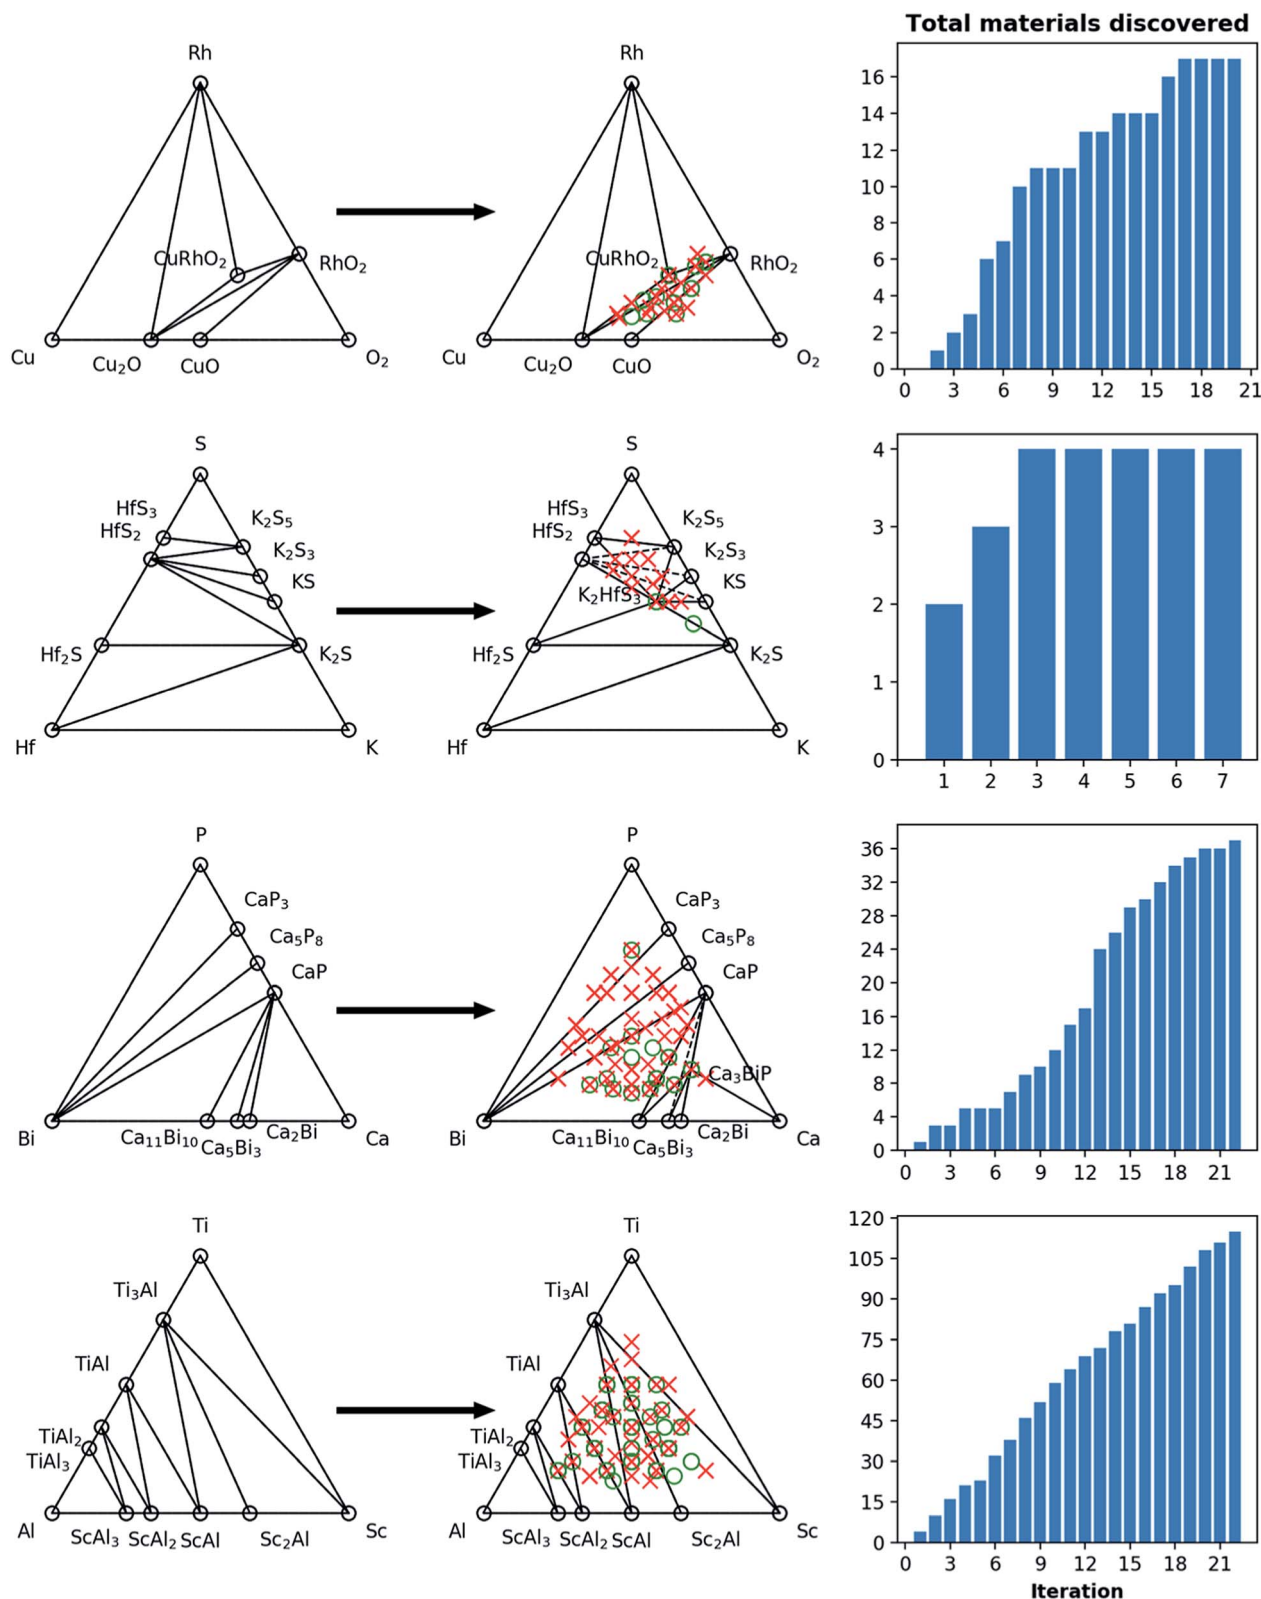 Total materials discovered
Rh
CuRhO₂
RhO₂
Cu
Cu₂O
CuO
O₂
Rh
CuRhO₂
RhO₂
Cu
Cu₂O
CuO
O₂
16
14
12
10
8
6
4
2
0
0 3 6 9 12 15 18 21
S
HfS₃
HfS₂
K₂S₅
K₂S₃
KS
Hf₂S
K₂S
Hf
K
S
HfS₃
HfS₂
K₂S₅
K₂S₃
KS
K₂HfS₃
Hf₂S
K₂S
Hf
K
4
3
2
1
0
1 2 3 4 5 6 7
P
CaP₃
Ca₅P₈
CaP
Bi
Ca₁₁Bi₁₀
Ca₅Bi₃
Ca₂Bi
Ca
P
CaP₃
Ca₅P₈
CaP
Ca₃BiP
Bi
Ca₁₁Bi₁₀
Ca₅Bi₃
Ca₂Bi
Ca
36
32
28
24
20
16
12
8
4
0
0 3 6 9 12 15 18 21
Ti
Ti₃Al
TiAl
TiAl₂
TiAl₃
Al
ScAl₃
ScAl₂
ScAl
Sc₂Al
Sc
Ti
Ti₃Al
TiAl
TiAl₂
TiAl₃
Al
ScAl₃
ScAl₂
ScAl
Sc₂Al
Sc
120
105
90
75
60
45
30
15
0
0 3 6 9 12 15 18 21
Iteration